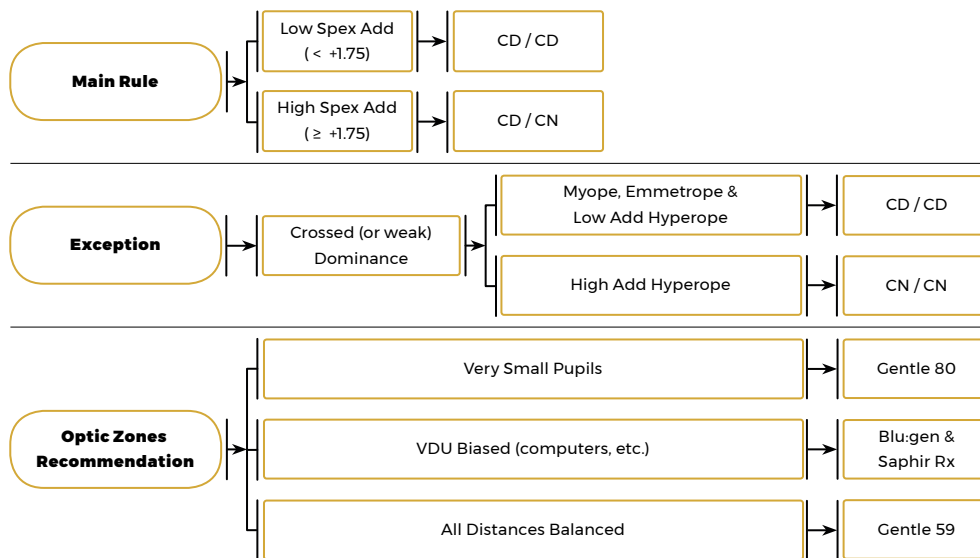 Main Rule
Low Spex Add
( < +1.75)
CD / CD
High Spex Add
( ≥ +1.75)
CD / CN
Exception
Crossed (or weak)
Dominance
Myope, Emmetrope &
Low Add Hyperope
CD / CD
High Add Hyperope
CN / CN
Optic Zones
Recommendation
Very Small Pupils
Gentle 80
VDU Biased (computers, etc.)
Blu:gen &
Saphir Rx
All Distances Balanced
Gentle 59